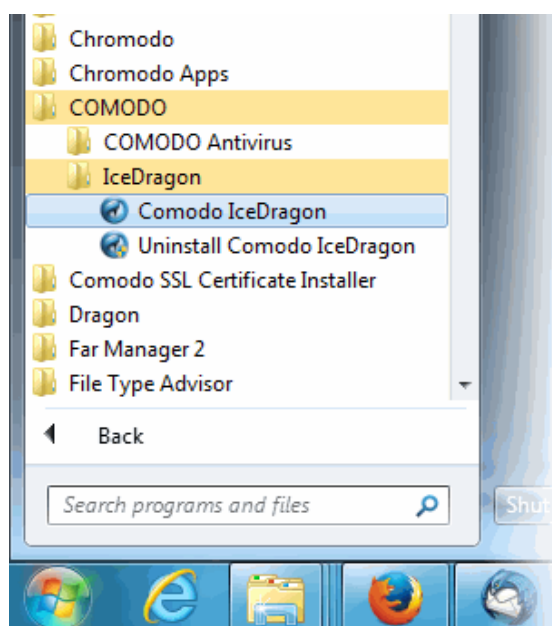 Chromodo
Chromodo Apps
COMODO
COMODO Antivirus
IceDragon
Comodo IceDragon
Uninstall Comodo IceDragon
Comodo SSL Certificate Installer
Dragon
Far Manager 2
File Type Advisor
Back
Search programs and files
Shut